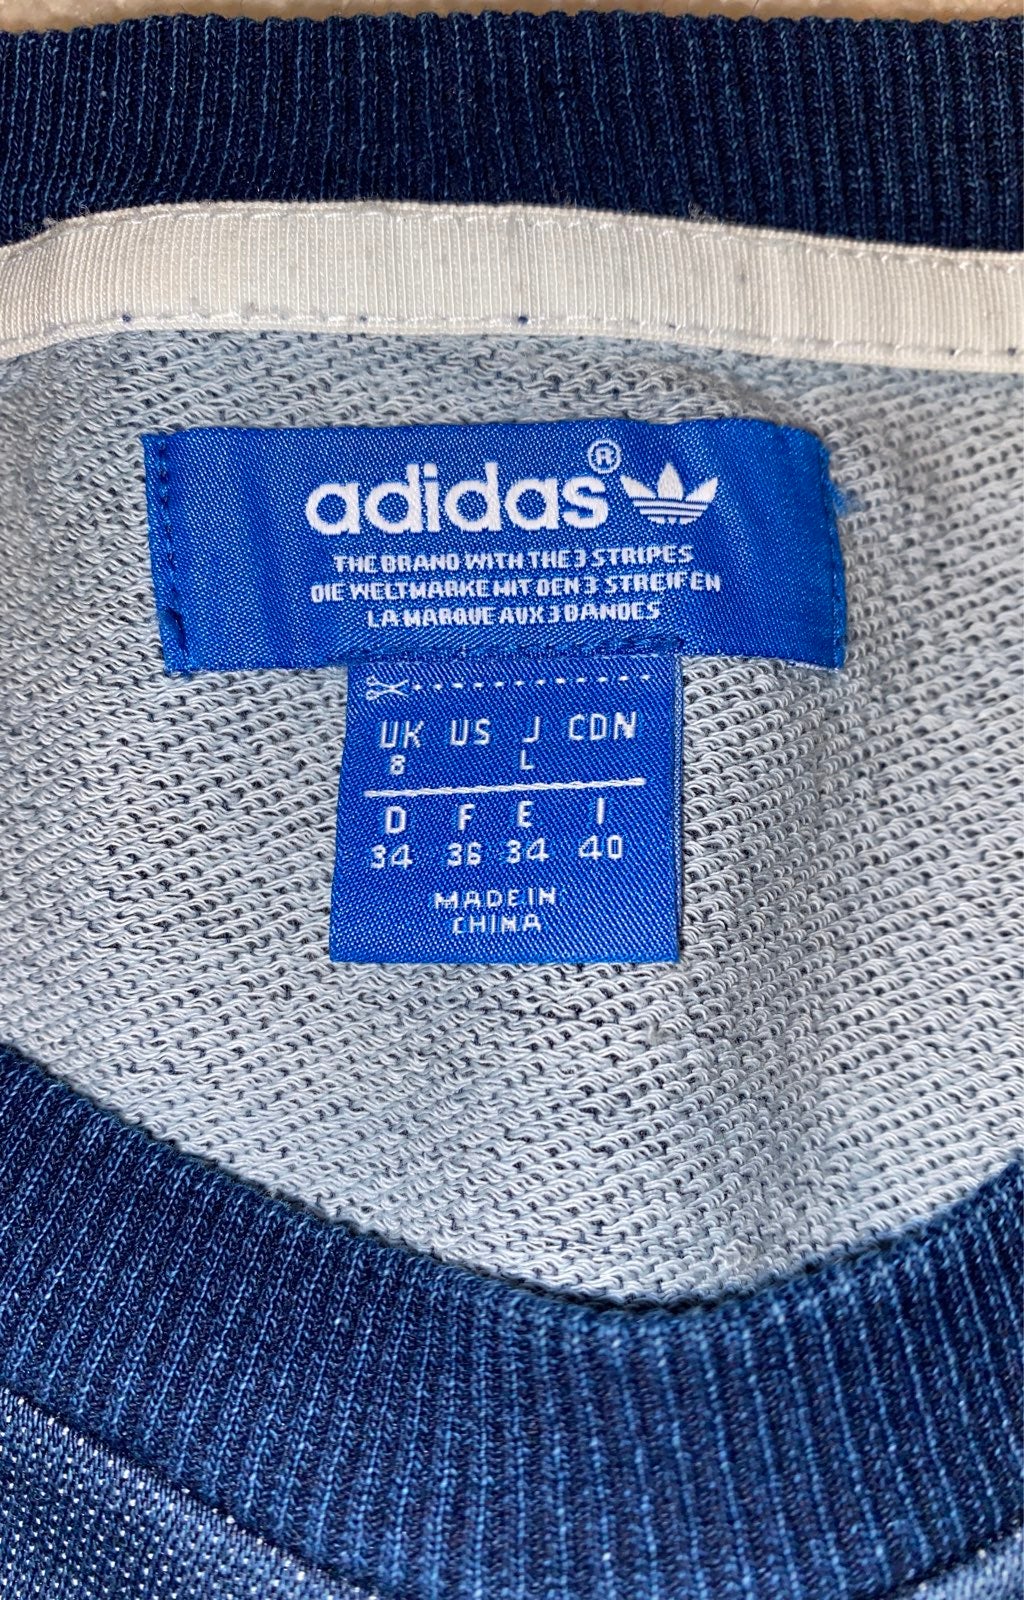 adidas®
THE BRAND WITH THE 3 STRIPES
DIE WELTMARKE MIT DEN 3 STREIFEN
LA MARQUE AUX 3 BANDES
UK US J CDN
8 L
D F E I
34 36 34 40
MADE IN
CHINA